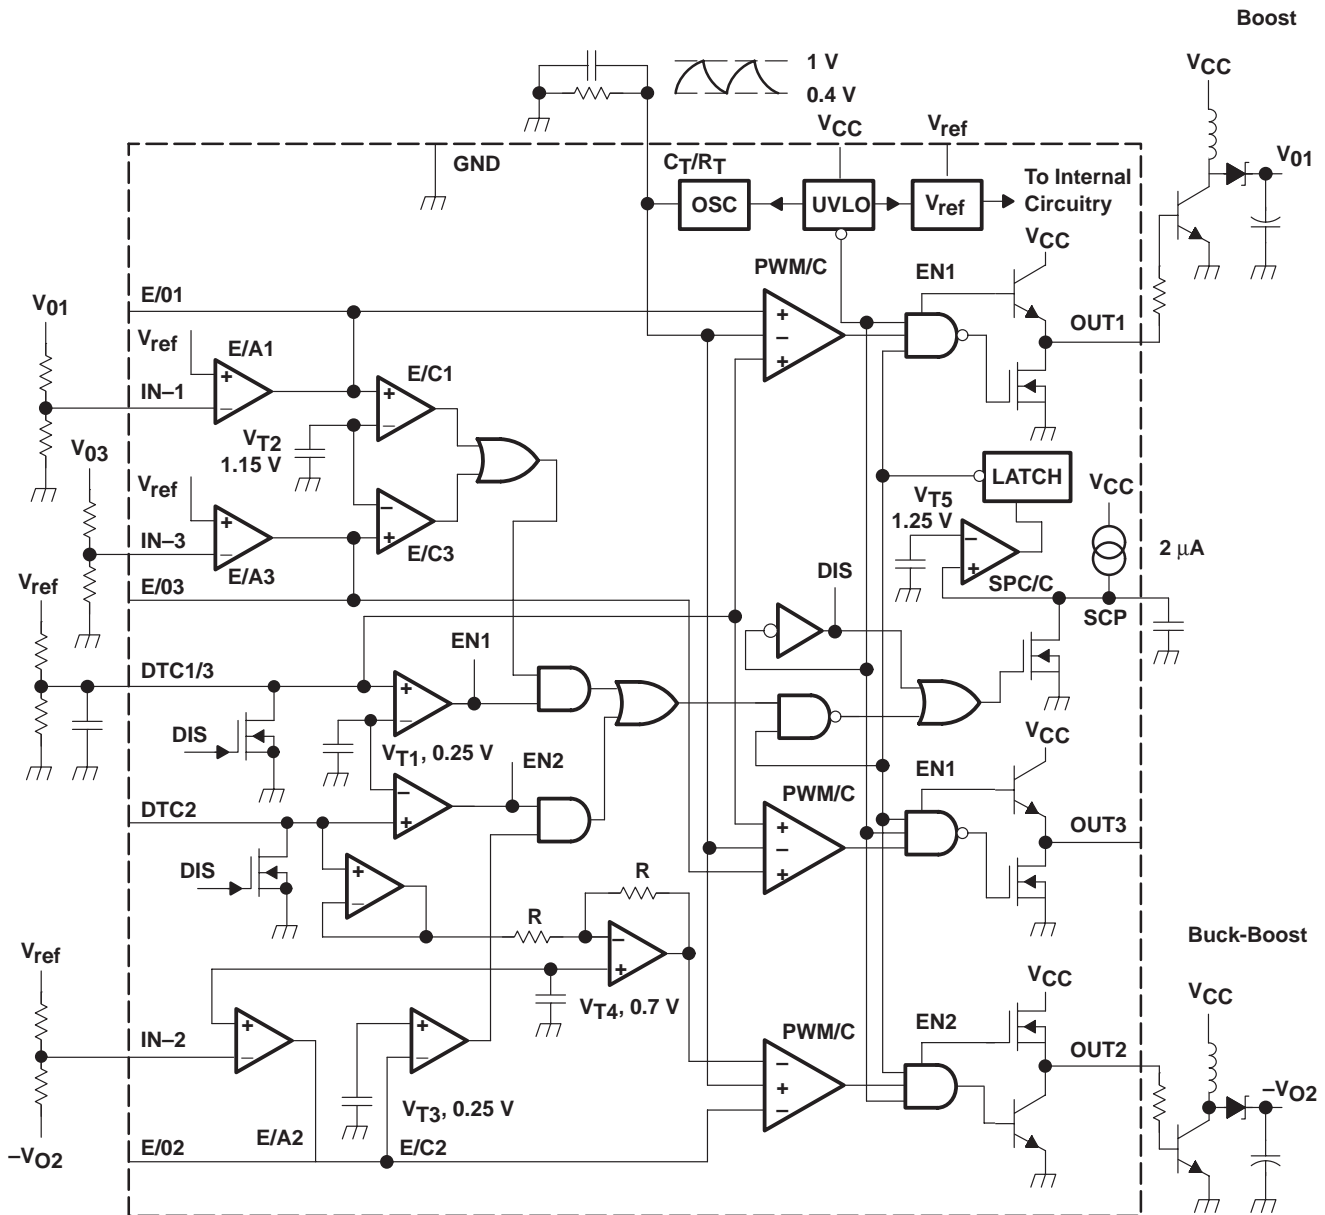 Boost
VCC
1 V
0.4 V
VCC
Vref
V01
GND
CT/RT
OSC
UVLO
Vref
To Internal
Circuitry
VCC
PWM/C
EN1
E/01
V01
OUT1
Vref
E/A1
E/C1
IN–1
VT2
1.15 V
V03
LATCH
VCC
Vref
VT5
1.25 V
IN–3
E/C3
2 µA
E/A3
DIS
SPC/C
Vref
E/03
SCP
EN1
DTC1/3
DIS
VT1, 0.25 V
VCC
EN2
EN1
PWM/C
DTC2
OUT3
DIS
R
R
Buck-Boost
Vref
VCC
VCC
VT4, 0.7 V
EN2
PWM/C
IN–2
OUT2
–VO2
VT3, 0.25 V
E/A2
E/C2
E/02
–VO2